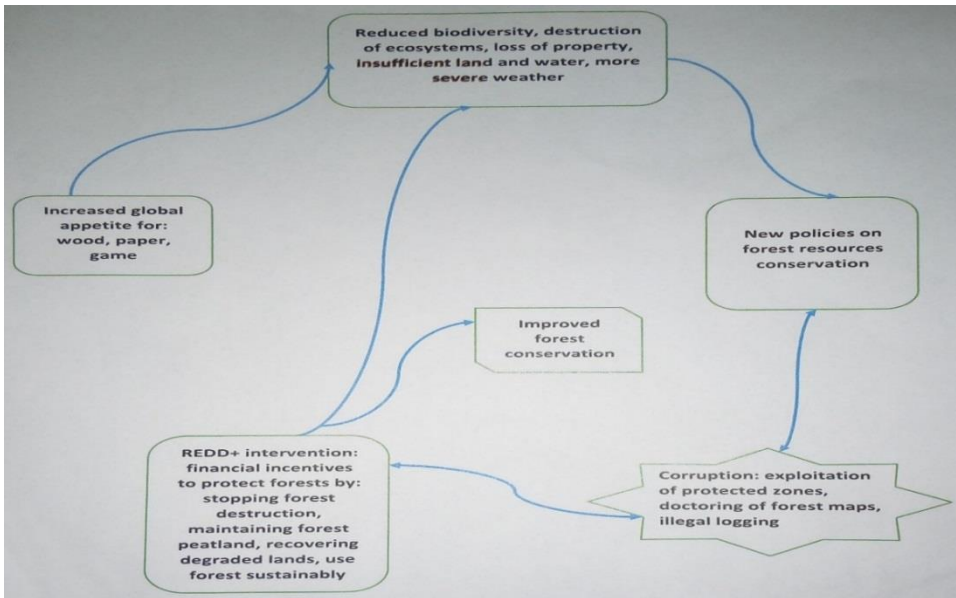 Reduced biodiversity, destruction
of ecosystems, loss of property,
insufficient land and water, more
severe weather
Increased global
appetite for:
wood, paper,
game
New policies on
forest resources
conservation
Improved
forest
conservation
REDD+ intervention:
financial incentives
to protect forests by:
stopping forest
destruction,
maintaining forest
peatland, recovering
degraded lands, use
forest sustainably
Corruption: exploitation
of protected zones,
doctoring of forest maps,
illegal logging